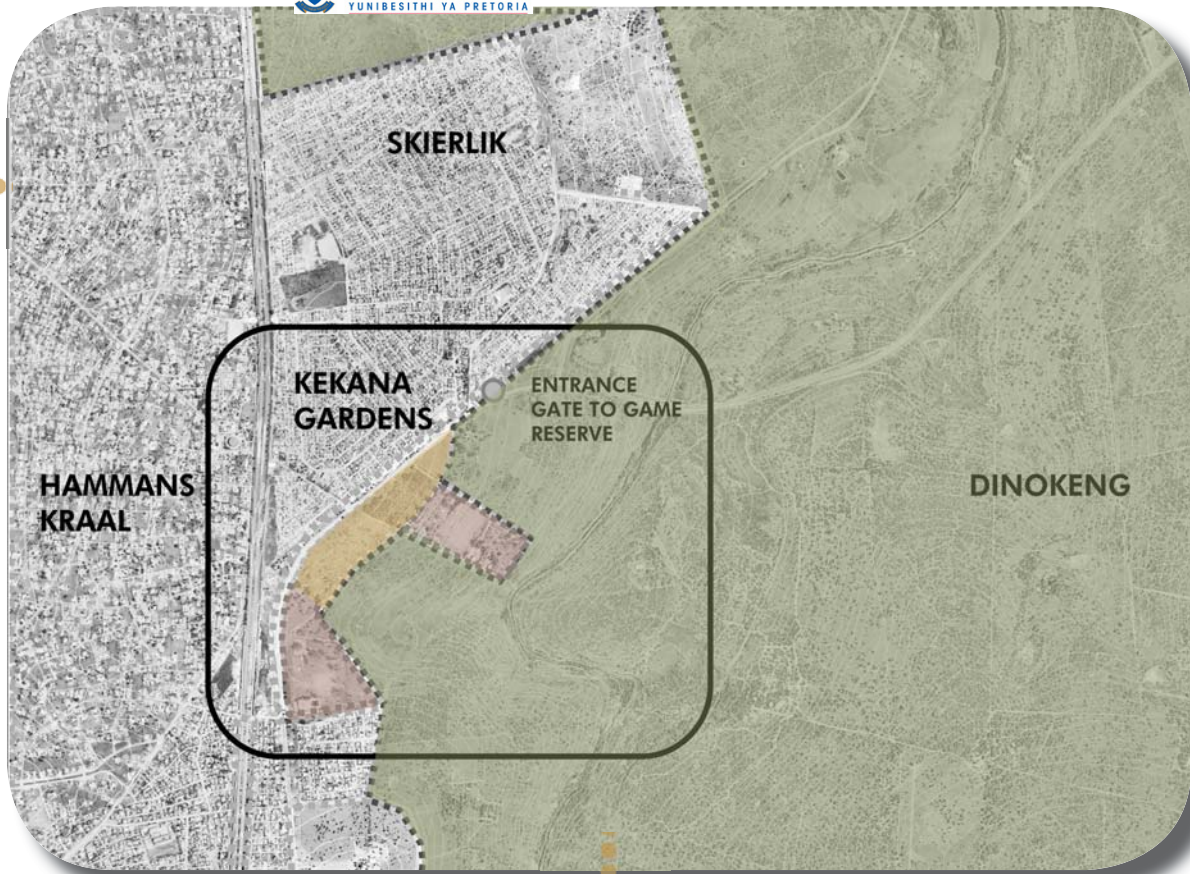 YUNIBESITHI YA PRETORIA
SKIERLIK
KEKANA
GARDENS
ENTRANCE
GATE TO GAME
RESERVE
HAMMANS
KRAAL
DINOKENG